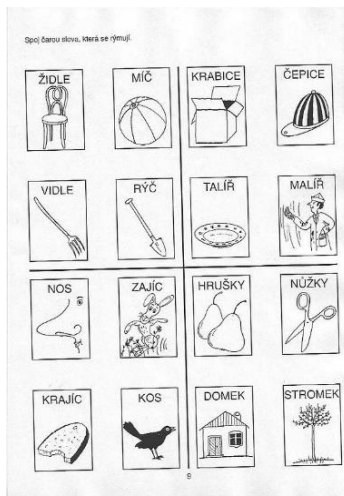 Spoj čarou slova, která se rýmují.
ŽIDLE MÍČ KRABICE ČEPICE
VIDLE RÝČ TALÍŘ MALÍŘ
NOS ZAJÍC HRUŠKY NŮŽKY
KRAJÍC KOS DOMEK STROMEK
9